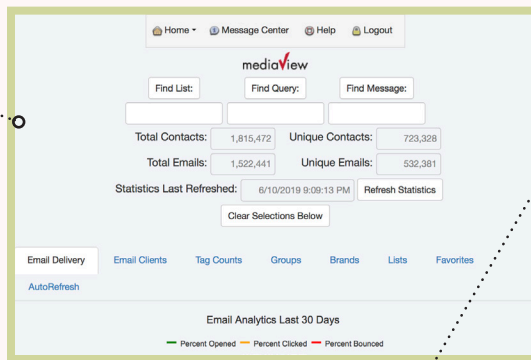 Home Message Center Help Logout
mediaView
Find List: Find Query: Find Message:
Total Contacts: 1,815,472 Unique Contacts: 723,328
Total Emails: 1,522,441 Unique Emails: 532,381
Statistics Last Refreshed: 6/10/2019 9:09:13 PM Refresh Statistics
Clear Selections Below
Email Delivery Email Clients Tag Counts Groups Brands Lists Favorites
AutoRefresh
Email Analytics Last 30 Days
Percent Opened Percent Clicked Percent Bounced